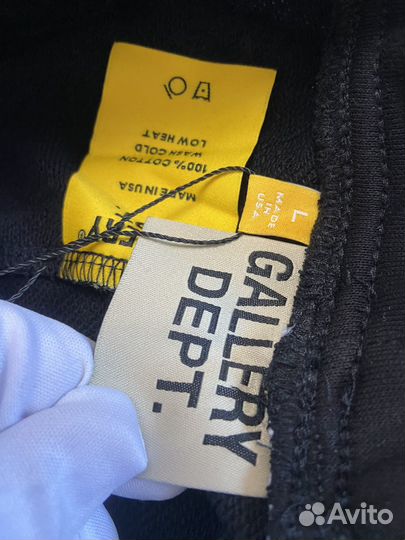 100% COTTON
WASH COLD
LOW HEAT
MADE IN USA
L
MADE
IN
USA
GALLERY
DEPT.
Avito